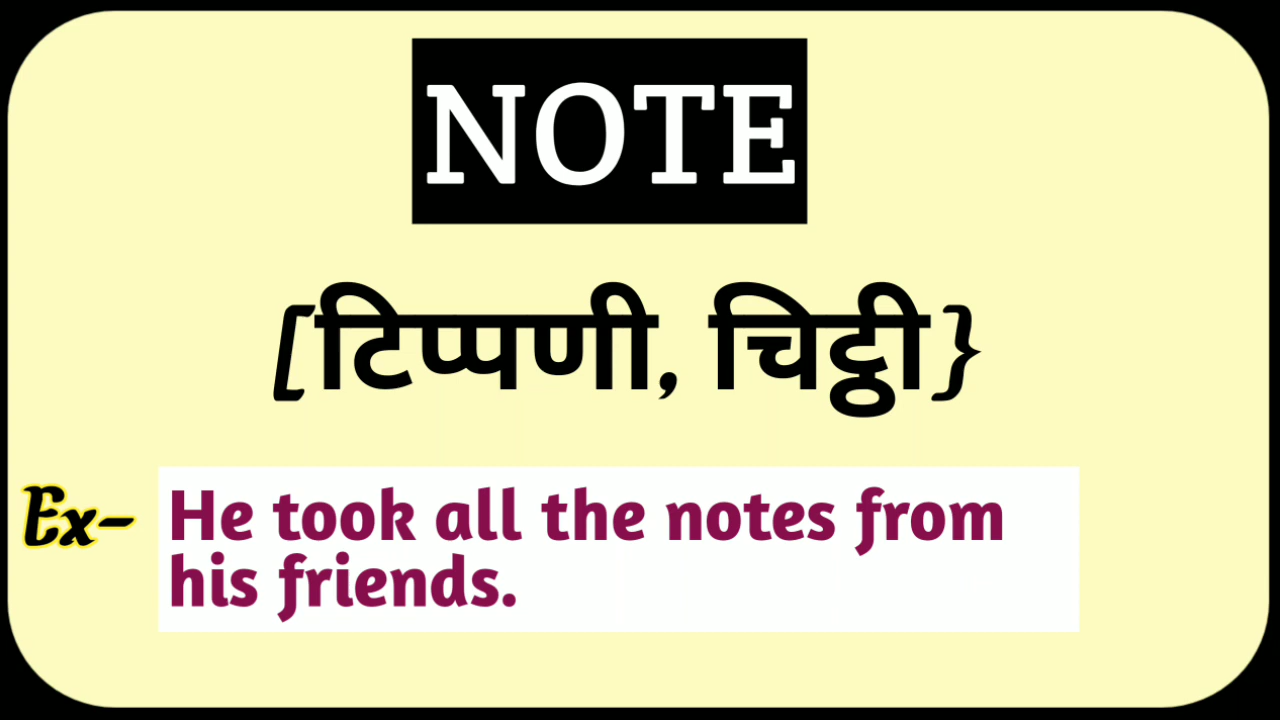 NOTE
[टिप्पणी, चिट्ठी}
Ex- He took all the notes from
his friends.